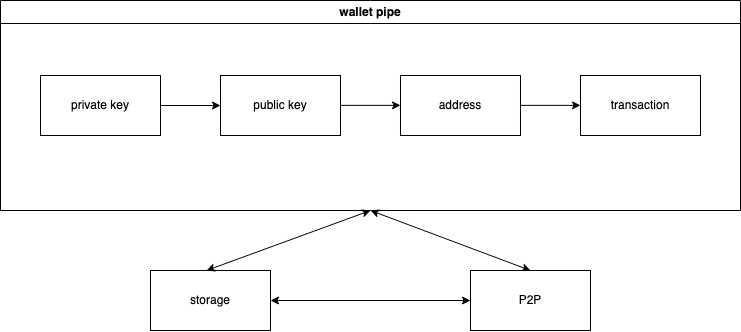 wallet pipe
private key
public key
address
transaction
storage
P2P